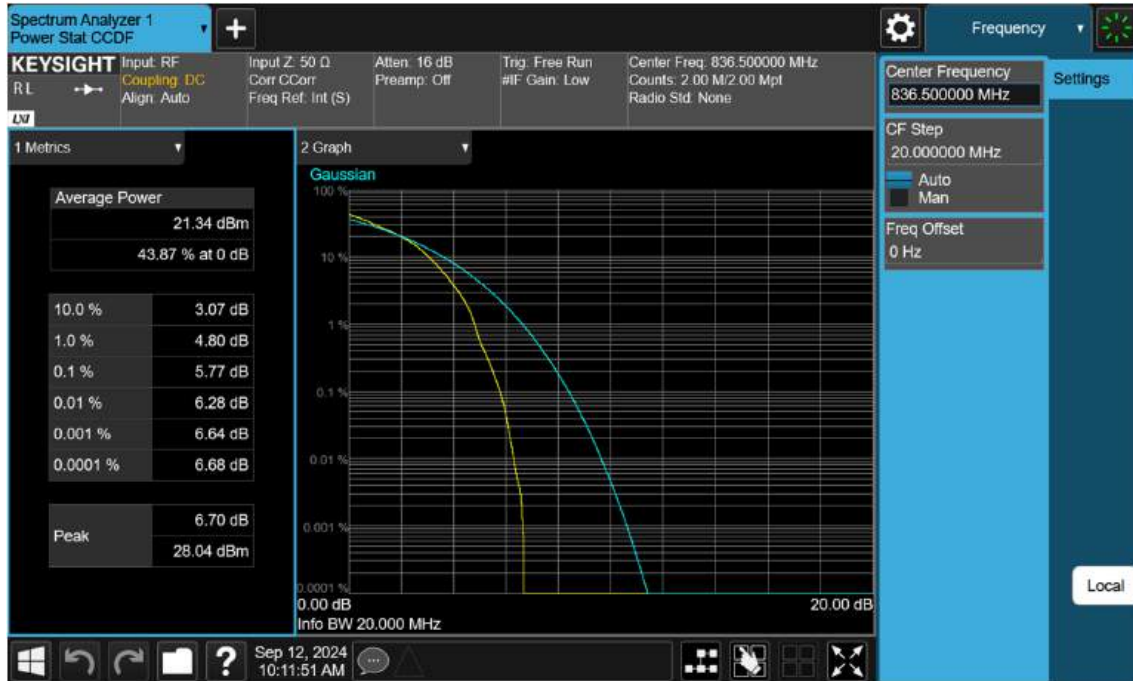 Spectrum Analyzer 1
Power Stat CCDF
Frequency
KEYSIGHT
RL
LXI
Input: RF
Coupling: DC
Align: Auto
Input Z: 50 Ω
Corr CCorr
Freq Ref: Int (S)
Atten: 16 dB
Preamp: Off
Trig: Free Run
#IF Gain: Low
Center Freq: 836.500000 MHz
Counts: 2.00 M/2.00 Mpt
Radio Std: None
Center Frequency
836.500000 MHz
Settings
CF Step
20.000000 MHz
Auto
Man
Freq Offset
0 Hz
Local
1 Metrics
Average Power
21.34 dBm
43.87 % at 0 dB
10.0 % 3.07 dB
1.0 % 4.80 dB
0.1 % 5.77 dB
0.01 % 6.28 dB
0.001 % 6.64 dB
0.0001 % 6.68 dB
Peak
6.70 dB
28.04 dBm
2 Graph
Gaussian
100 %
10 %
1 %
0.1 %
0.01 %
0.001 %
0.0001 %
0.00 dB 20.00 dB
Info BW 20.000 MHz
?
Sep 12, 2024
10:11:51 AM